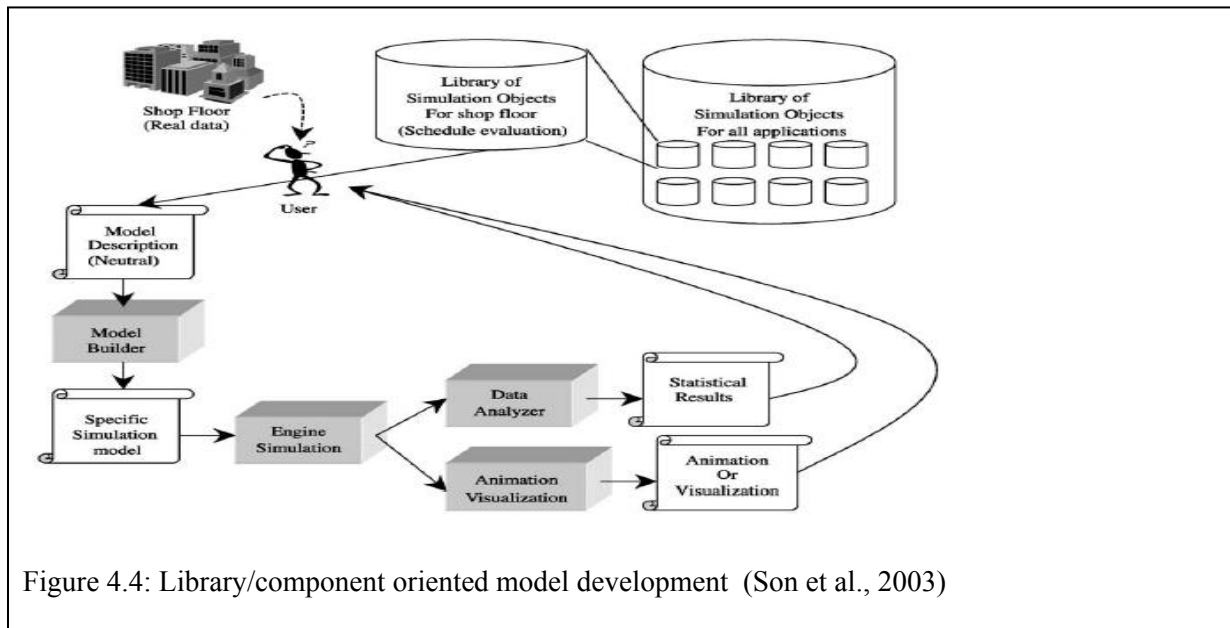 Shop Floor
(Real data)
Library of
Simulation Objects
For shop floor
(Schedule evaluation)
Library of
Simulation Objects
For all applications
?
User
Model
Description
(Neutral)
Model
Builder
Specific
Simulation
model
Engine
Simulation
Data
Analyzer
Statistical
Results
Animation
Visualization
Animation
Or
Visualization
Figure 4.4: Library/component oriented model development (Son et al., 2003)